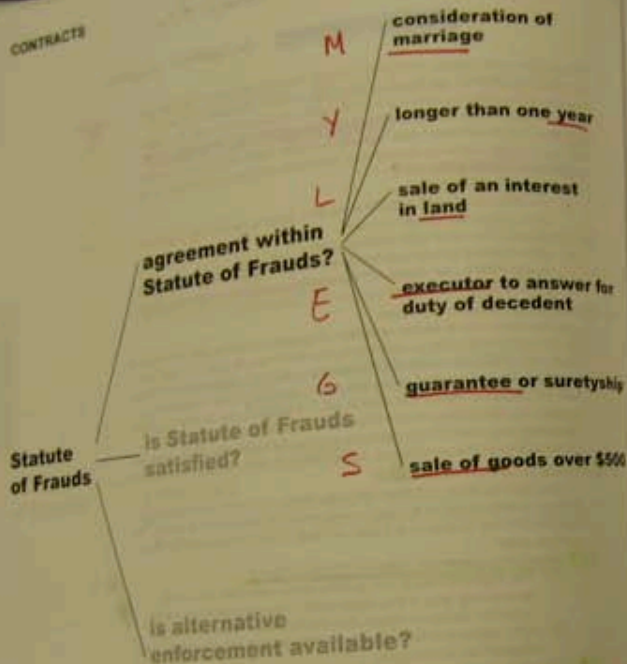 CONTRACTS
M
consideration of
marriage
Y
longer than one year
L
sale of an interest
in land
agreement within
Statute of Frauds?
E
executor to answer for
duty of decedent
G
guarantee or suretyship
is Statute of Frauds
satisfied?
Statute
of Frauds
S
sale of goods over $500
is alternative
enforcement available?